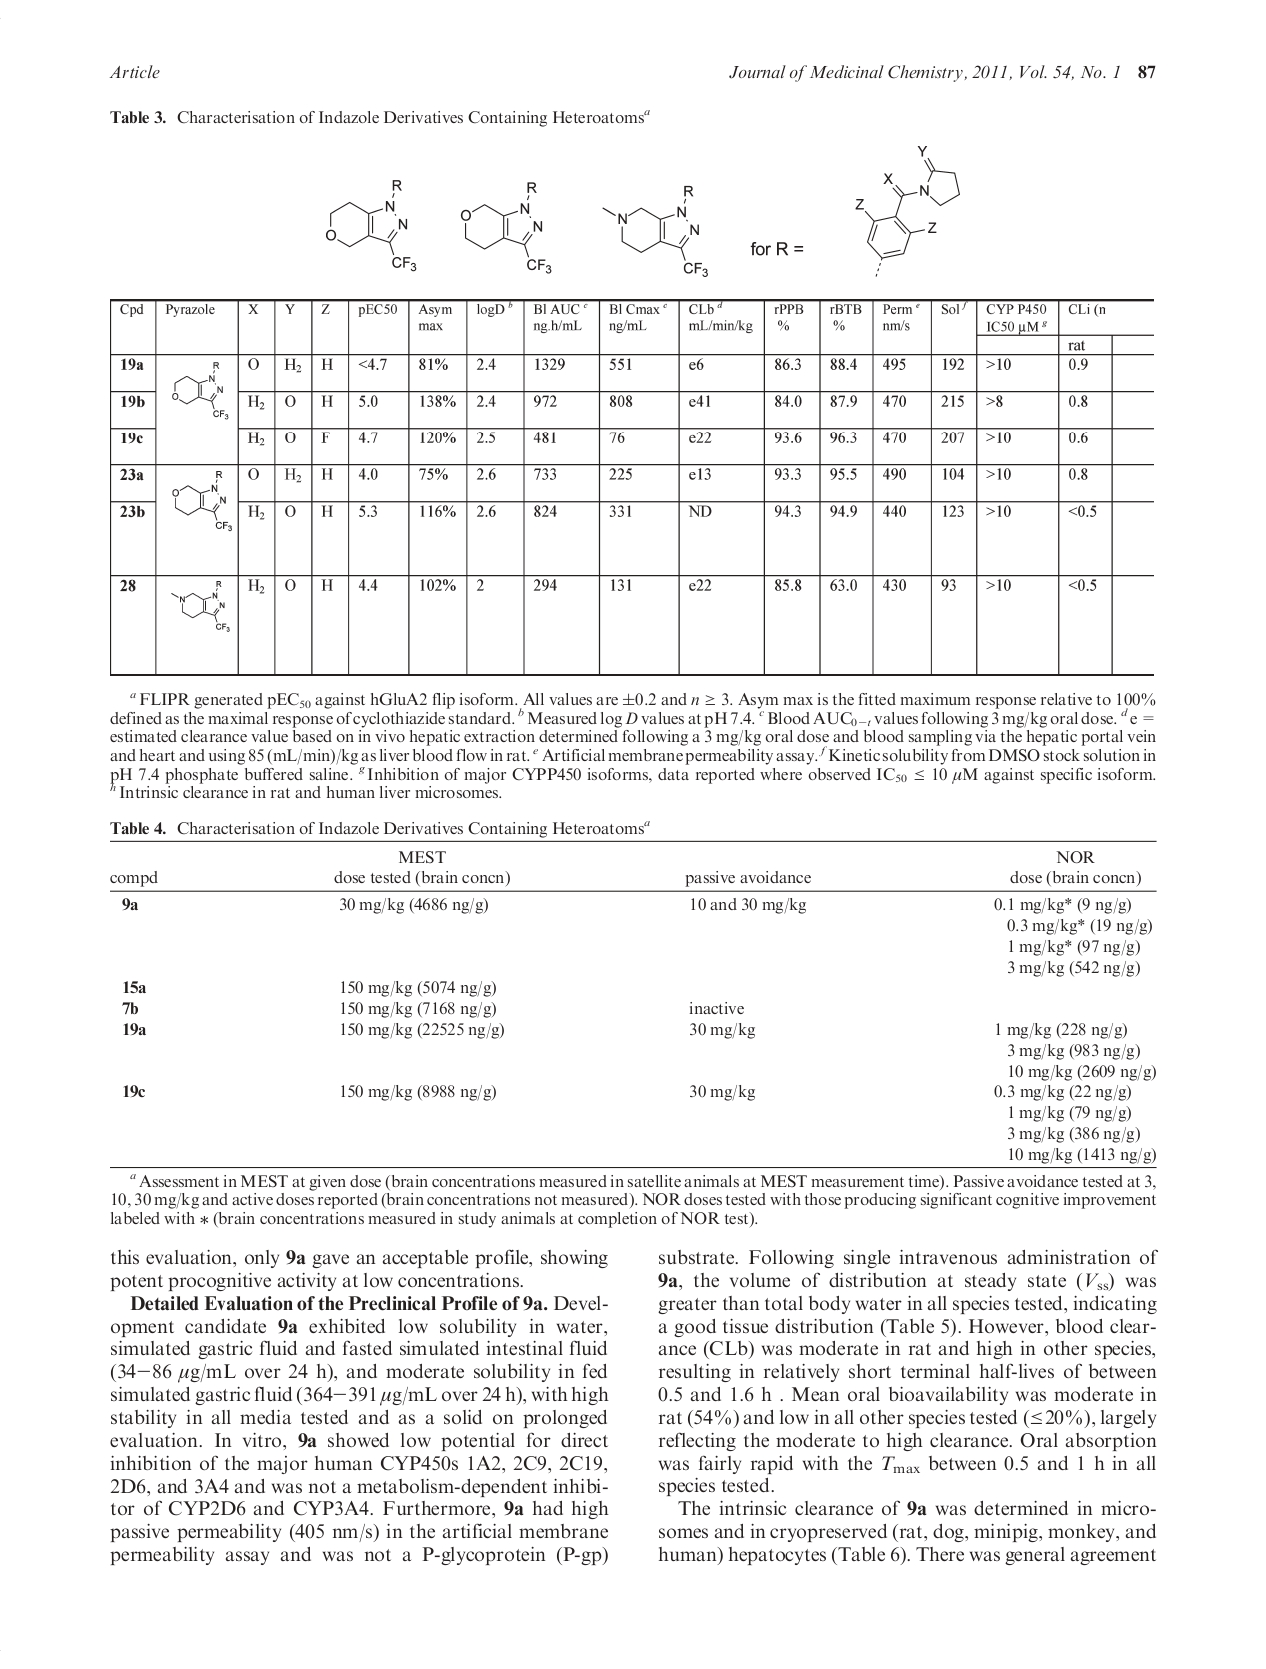 Article
Journal of Medicinal Chemistry, 2011, Vol. 54, No. 1 87
Table 3. Characterisation of Indazole Derivatives Containing Heteroatoms^a
R N N O CF3
R N N O CF3
R N N N CF3
for R =
Y X N Z Z
Cpd Pyrazole X Y Z pEC50 Asym max logD^b Bl AUC^c ng.h/mL Bl Cmax^c ng/mL CLb^d mL/min/kg rPPB % rBTB % Perm^e nm/s Sol^f CYP P450 IC50 µM^g CLi (n
rat
19a O H2 H <4.7 81% 2.4 1329 551 e6 86.3 88.4 495 192 >10 0.9
R N N O CF3
19b H2 O H 5.0 138% 2.4 972 808 e41 84.0 87.9 470 215 >8 0.8
19c H2 O F 4.7 120% 2.5 481 76 e22 93.6 96.3 470 207 >10 0.6
23a O H2 H 4.0 75% 2.6 733 225 e13 93.3 95.5 490 104 >10 0.8
R N N O CF3
23b H2 O H 5.3 116% 2.6 824 331 ND 94.3 94.9 440 123 >10 <0.5
28 H2 O H 4.4 102% 2 294 131 e22 85.8 63.0 430 93 >10 <0.5
R N N N CF3
^a FLIPR generated pEC50 against hGluA2 flip isoform. All values are ±0.2 and n ≥ 3. Asym max is the fitted maximum response relative to 100%
defined as the maximal response of cyclothiazide standard. ^b Measured log D values at pH 7.4. ^c Blood AUC0−t values following 3 mg/kg oral dose. ^d e =
estimated clearance value based on in vivo hepatic extraction determined following a 3 mg/kg oral dose and blood sampling via the hepatic portal vein
and heart and using 85 (mL/min)/kg as liver blood flow in rat. ^e Artificial membrane permeability assay. ^f Kinetic solubility from DMSO stock solution in
pH 7.4 phosphate buffered saline. ^g Inhibition of major CYPP450 isoforms, data reported where observed IC50 ≤ 10 µM against specific isoform.
^h Intrinsic clearance in rat and human liver microsomes.
Table 4. Characterisation of Indazole Derivatives Containing Heteroatoms^a
MEST NOR
compd dose tested (brain concn) passive avoidance dose (brain concn)
9a 30 mg/kg (4686 ng/g) 10 and 30 mg/kg 0.1 mg/kg* (9 ng/g)
0.3 mg/kg* (19 ng/g)
1 mg/kg* (97 ng/g)
3 mg/kg (542 ng/g)
15a 150 mg/kg (5074 ng/g)
7b 150 mg/kg (7168 ng/g) inactive
19a 150 mg/kg (22525 ng/g) 30 mg/kg 1 mg/kg (228 ng/g)
3 mg/kg (983 ng/g)
10 mg/kg (2609 ng/g)
19c 150 mg/kg (8988 ng/g) 30 mg/kg 0.3 mg/kg (22 ng/g)
1 mg/kg (79 ng/g)
3 mg/kg (386 ng/g)
10 mg/kg (1413 ng/g)
^a Assessment in MEST at given dose (brain concentrations measured in satellite animals at MEST measurement time). Passive avoidance tested at 3,
10, 30 mg/kg and active doses reported (brain concentrations not measured). NOR doses tested with those producing significant cognitive improvement
labeled with * (brain concentrations measured in study animals at completion of NOR test).
this evaluation, only 9a gave an acceptable profile, showing
potent procognitive activity at low concentrations.
Detailed Evaluation of the Preclinical Profile of 9a. Devel-
opment candidate 9a exhibited low solubility in water,
simulated gastric fluid and fasted simulated intestinal fluid
(34−86 µg/mL over 24 h), and moderate solubility in fed
simulated gastric fluid (364−391 µg/mL over 24 h), with high
stability in all media tested and as a solid on prolonged
evaluation. In vitro, 9a showed low potential for direct
inhibition of the major human CYP450s 1A2, 2C9, 2C19,
2D6, and 3A4 and was not a metabolism-dependent inhibi-
tor of CYP2D6 and CYP3A4. Furthermore, 9a had high
passive permeability (405 nm/s) in the artificial membrane
permeability assay and was not a P-glycoprotein (P-gp)
substrate. Following single intravenous administration of
9a, the volume of distribution at steady state (Vss) was
greater than total body water in all species tested, indicating
a good tissue distribution (Table 5). However, blood clear-
ance (CLb) was moderate in rat and high in other species,
resulting in relatively short terminal half-lives of between
0.5 and 1.6 h . Mean oral bioavailability was moderate in
rat (54%) and low in all other species tested (≤20%), largely
reflecting the moderate to high clearance. Oral absorption
was fairly rapid with the Tmax between 0.5 and 1 h in all
species tested.
The intrinsic clearance of 9a was determined in micro-
somes and in cryopreserved (rat, dog, minipig, monkey, and
human) hepatocytes (Table 6). There was general agreement